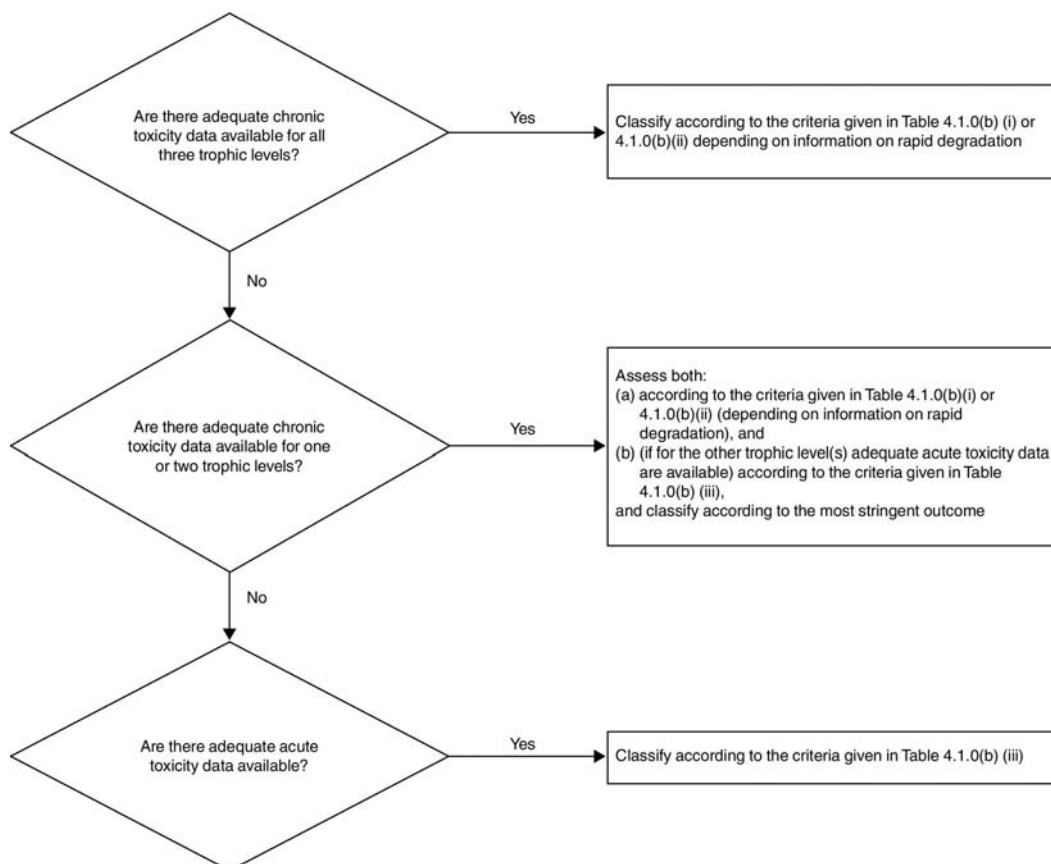 Are there adequate chronic
toxicity data available for all
three trophic levels?
Yes
Classify according to the criteria given in Table 4.1.0(b) (i) or
4.1.0(b)(ii) depending on information on rapid degradation
No
Are there adequate chronic
toxicity data available for one
or two trophic levels?
Yes
Assess both:
(a) according to the criteria given in Table 4.1.0(b)(i) or
4.1.0(b)(ii) (depending on information on rapid
degradation), and
(b) (if for the other trophic level(s) adequate acute toxicity data
are available) according to the criteria given in Table
4.1.0(b) (iii),
and classify according to the most stringent outcome
No
Are there adequate acute
toxicity data available?
Yes
Classify according to the criteria given in Table 4.1.0(b) (iii)